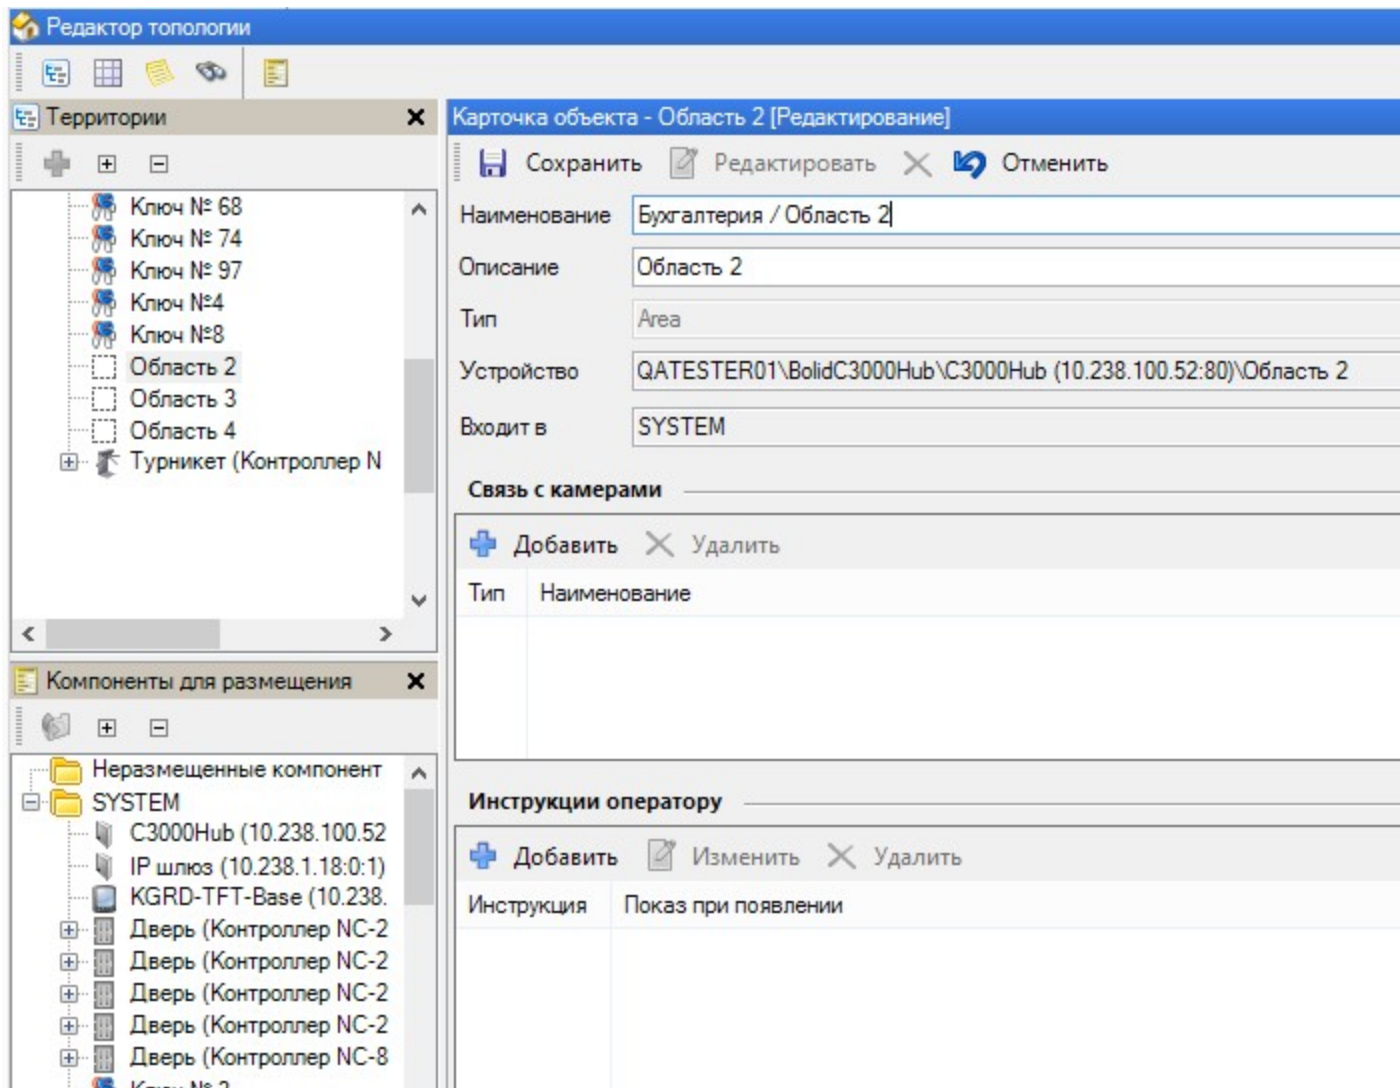 Редактор топологии
Территории
Ключ № 68
Ключ № 74
Ключ № 97
Ключ №4
Ключ №8
Область 2
Область 3
Область 4
Турникет (Контроллер N
Компоненты для размещения
Неразмещенные компонент
SYSTEM
C3000Hub (10.238.100.52
IP шлюз (10.238.1.18:0:1)
KGRD-TFT-Base (10.238.
Дверь (Контроллер NC-2
Дверь (Контроллер NC-2
Дверь (Контроллер NC-2
Дверь (Контроллер NC-2
Дверь (Контроллер NC-8
Ключ № 2
Карточка объекта - Область 2 [Редактирование]
Сохранить Редактировать Отменить
Наименование Бухгалтерия / Область 2
Описание Область 2
Тип Area
Устройство QATESTER01\BolidC3000Hub\C3000Hub (10.238.100.52:80)\Область 2
Входит в SYSTEM
Связь с камерами
Добавить Удалить
Тип Наименование
Инструкции оператору
Добавить Изменить Удалить
Инструкция Показ при появлении